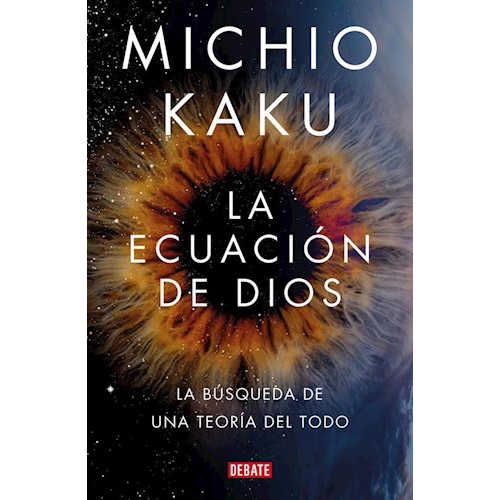 MICHIO
KAKU
LA
ECUACIÓN
DE DIOS
LA BÚSQUEDA DE
UNA TEORÍA DEL TODO
DEBATE